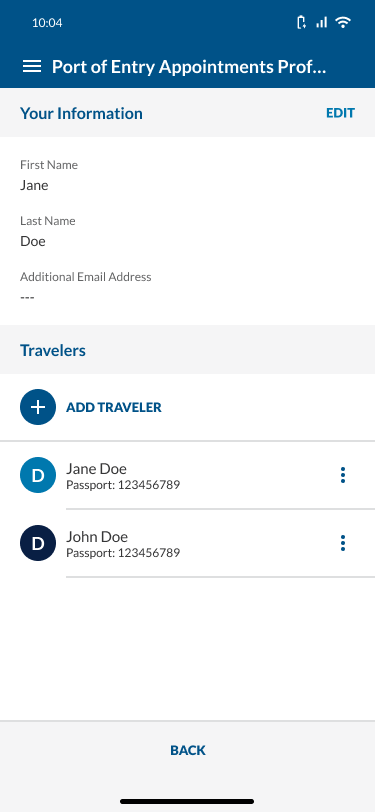 10:04
Port of Entry Appointments Prof...
Your Information
EDIT
First Name
Jane
Last Name
Doe
Additional Email Address
---
Travelers
ADD TRAVELER
D
Jane Doe
Passport: 123456789
D
John Doe
Passport: 123456789
BACK